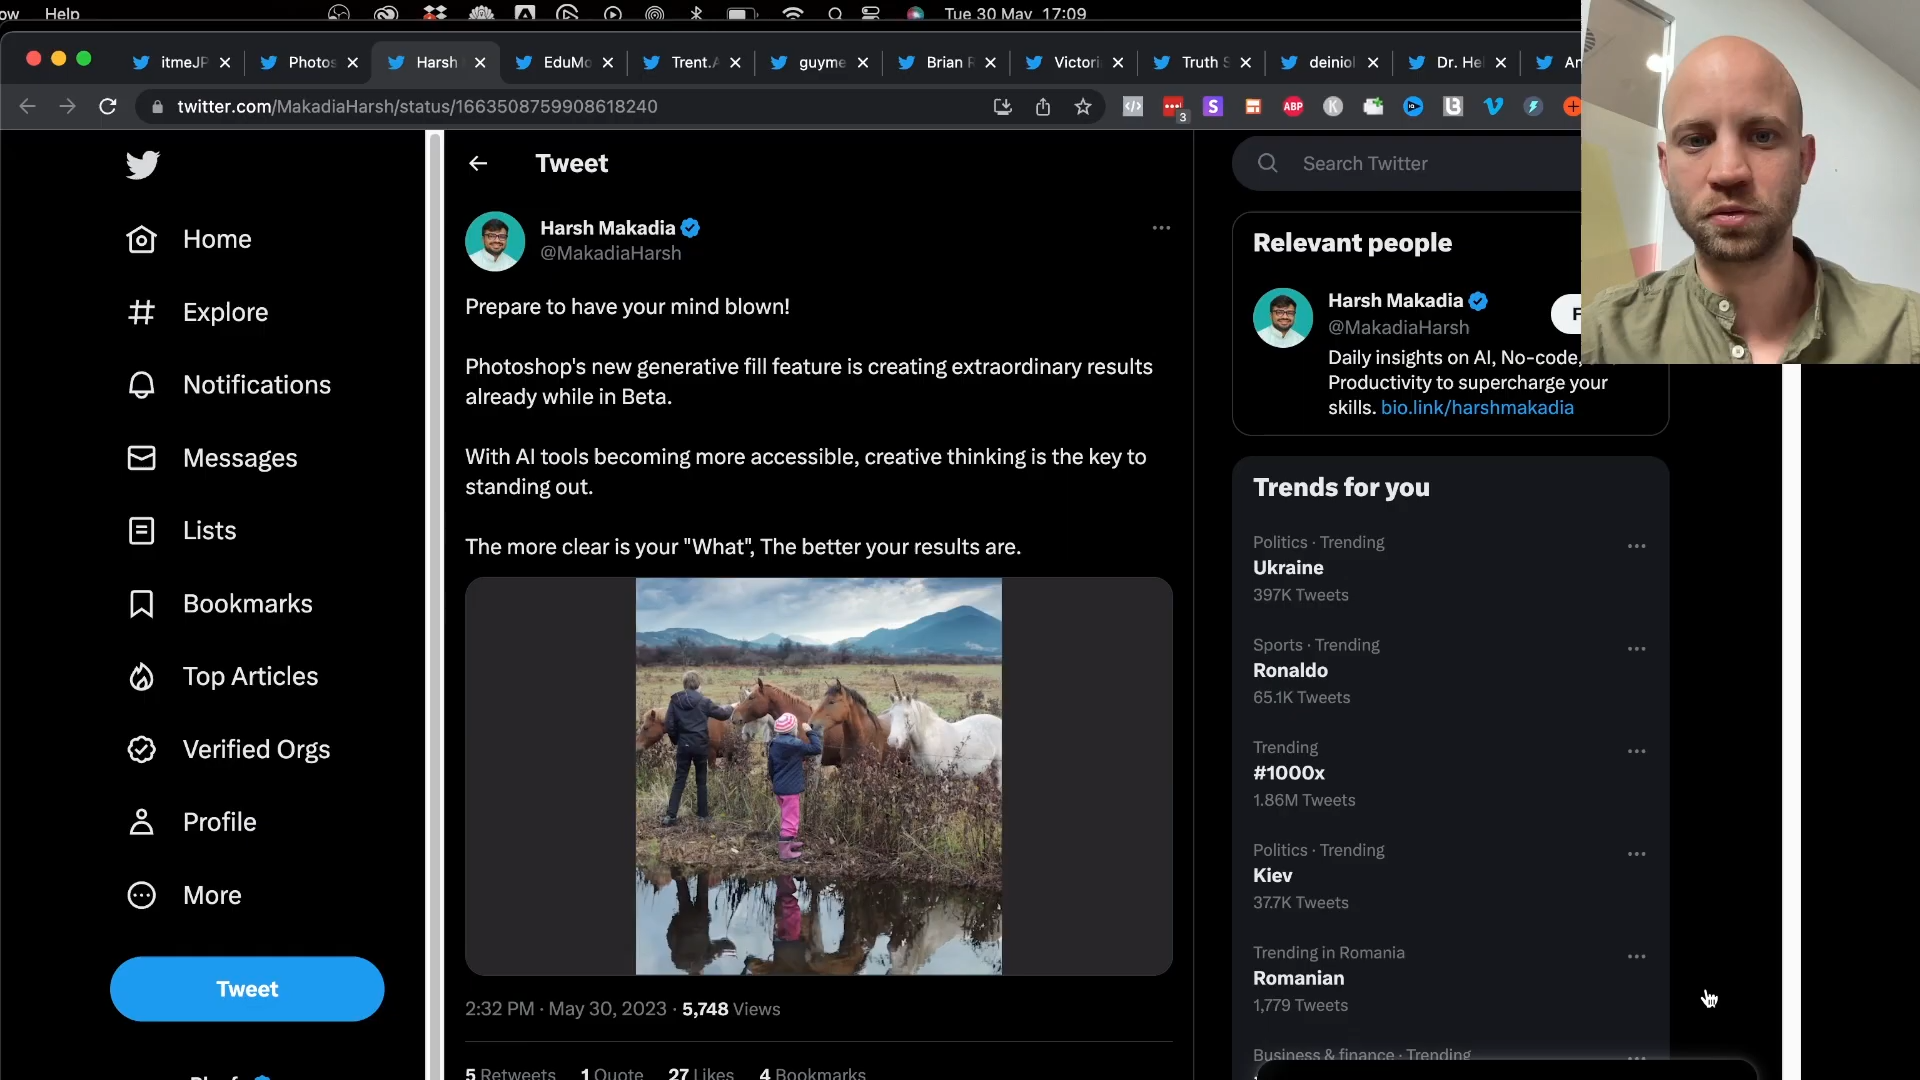 Help
Tue 30 May 17:09
itmeJP
Photos
Harsh
EduMo
Trent.A
guyme
Brian R
Victori
Truth S
deiniol
Dr. Hel
An
twitter.com/MakadiaHarsh/status/1663508759908618240
3
S
ABP
K
Home
Explore
Notifications
Messages
Lists
Bookmarks
Top Articles
Verified Orgs
Profile
More
Tweet
Tweet
Harsh Makadia
@MakadiaHarsh
Prepare to have your mind blown!
Photoshop's new generative fill feature is creating extraordinary results
already while in Beta.
With AI tools becoming more accessible, creative thinking is the key to
standing out.
The more clear is your "What", The better your results are.
2:32 PM · May 30, 2023 · 5,748 Views
5 Retweets 1 Quote 27 Likes 4 Bookmarks
Search Twitter
Relevant people
Harsh Makadia
@MakadiaHarsh
Daily insights on AI, No-code,
Productivity to supercharge your
skills. bio.link/harshmakadia
Trends for you
Politics · Trending
Ukraine
397K Tweets
Sports · Trending
Ronaldo
65.1K Tweets
Trending
#1000x
1.86M Tweets
Politics · Trending
Kiev
37.7K Tweets
Trending in Romania
Romanian
1,779 Tweets
Business & finance · Trending